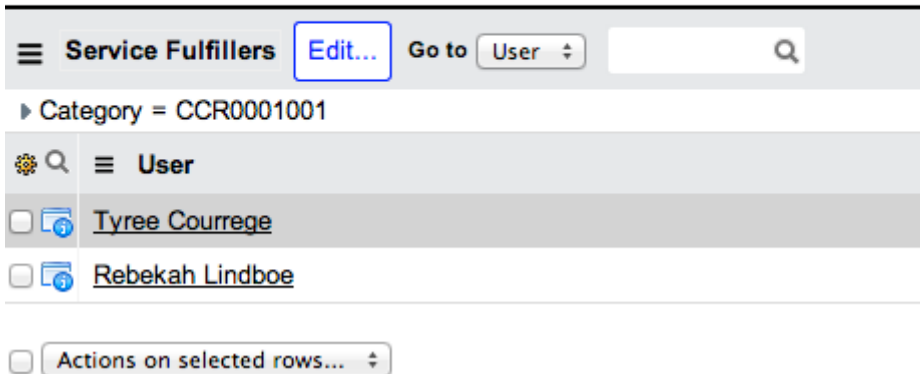 Service Fulfillers Edit... Go to User
Category = CCR0001001
User
Tyree Courrege
Rebekah Lindboe
Actions on selected rows...